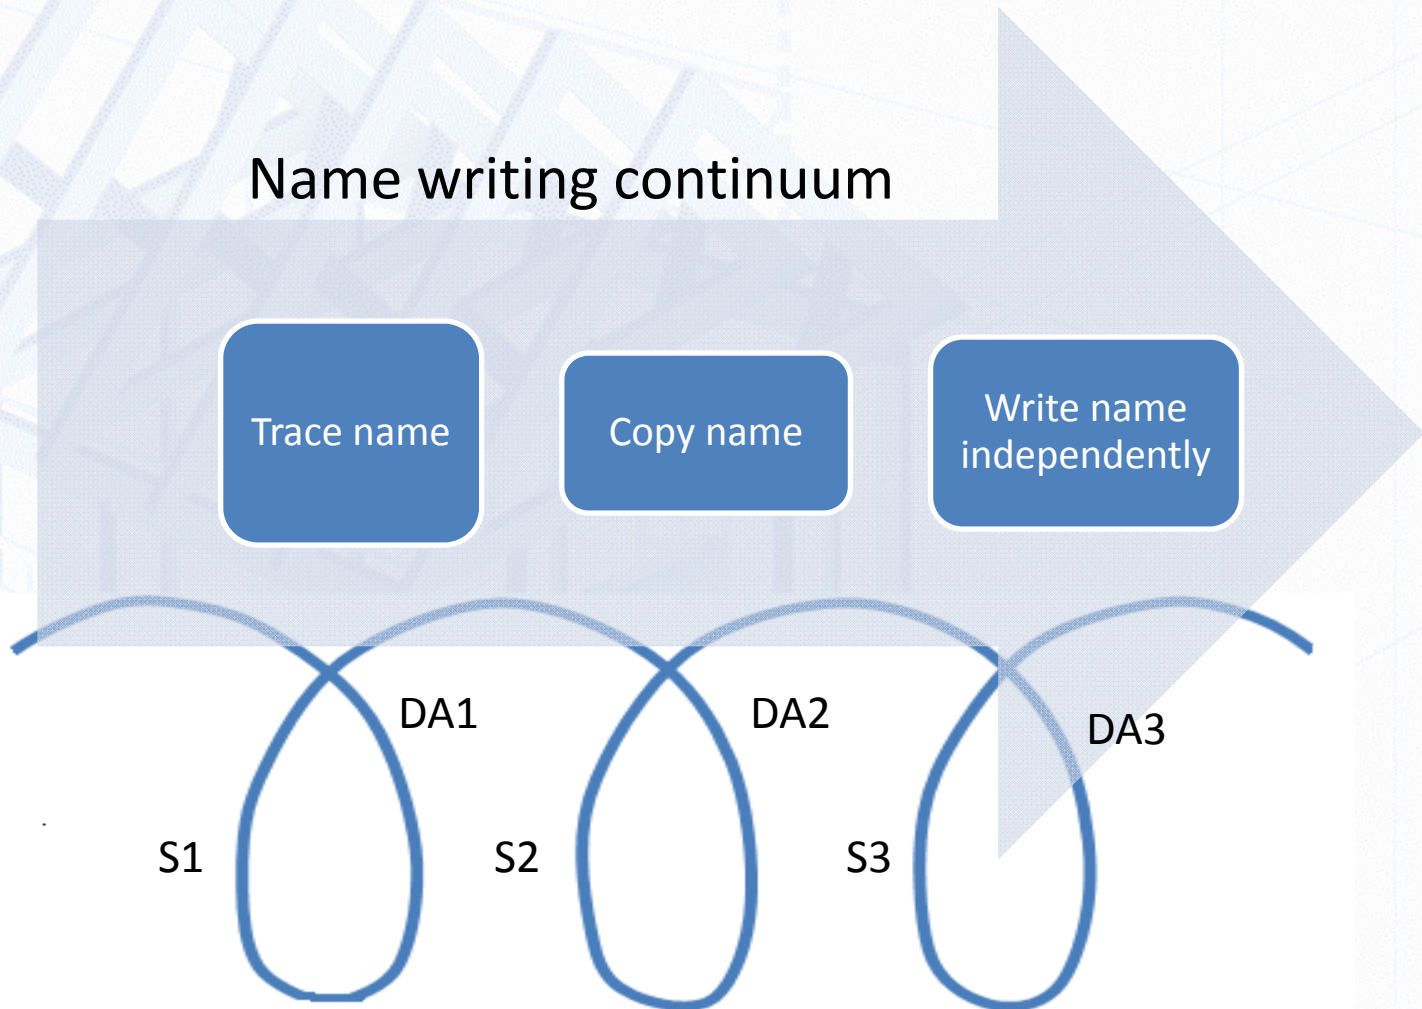 Name writing continuum
Trace name
Copy name
Write name
independently
DA1
DA2
DA3
S1
S2
S3